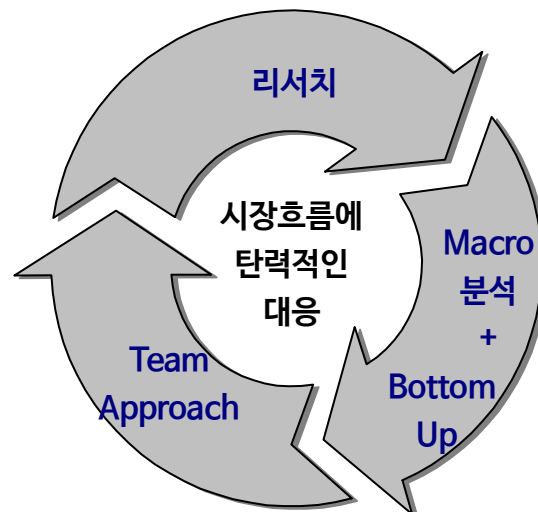 리서치
시장흐름에
탄력적인
대응
Macro
분석
+
Bottom
Up
Team
Approach